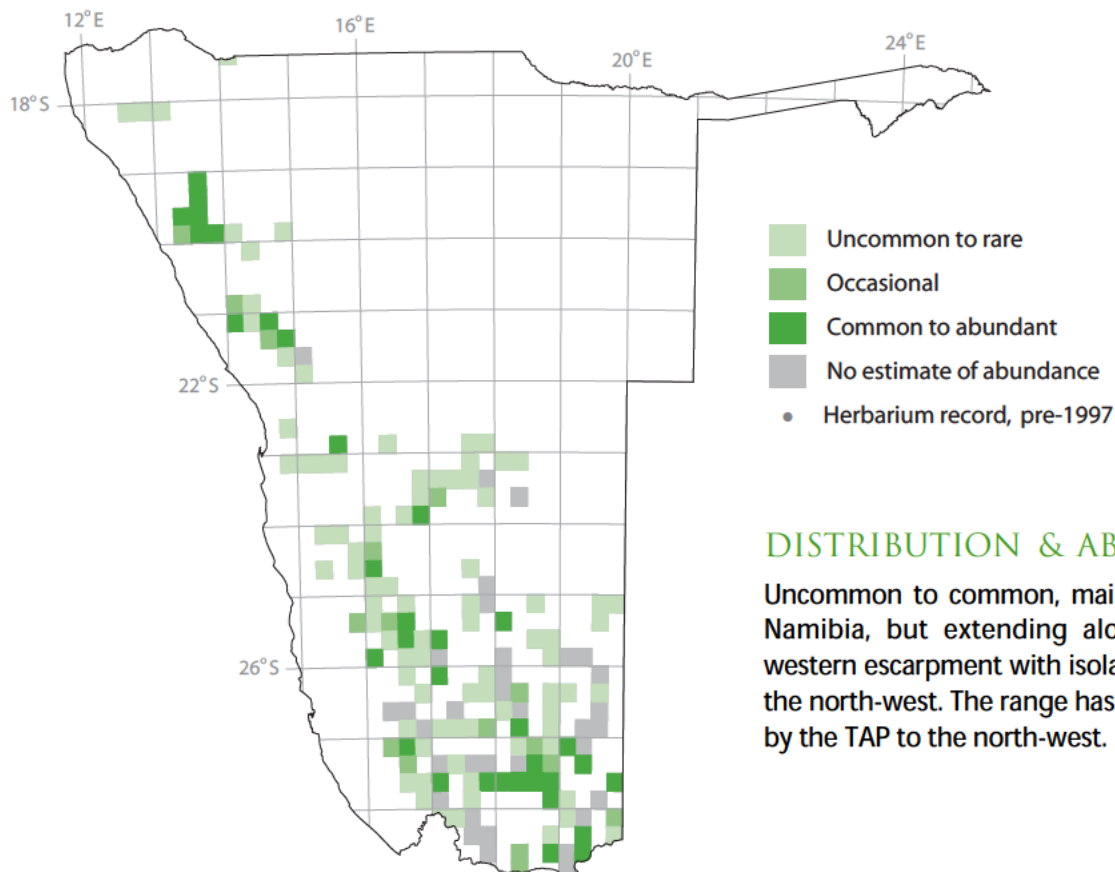 12°E
16°E
20°E
24°E
18°S
22°S
26°S
Uncommon to rare
Occasional
Common to abundant
No estimate of abundance
Herbarium record, pre-1997
DISTRIBUTION & AB
Uncommon to common, mai
Namibia, but extending alo
western escarpment with isola
the north-west. The range has
by the TAP to the north-west.